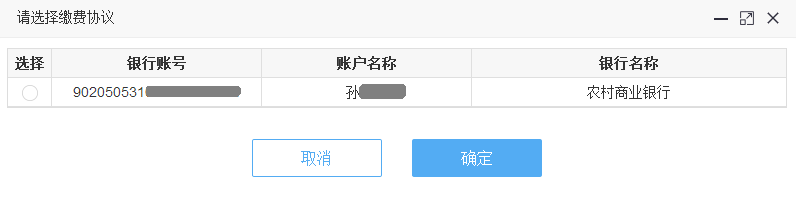 请选择缴费协议
选择 银行账号 账户名称 银行名称
902050531 孙 农村商业银行
取消 确定